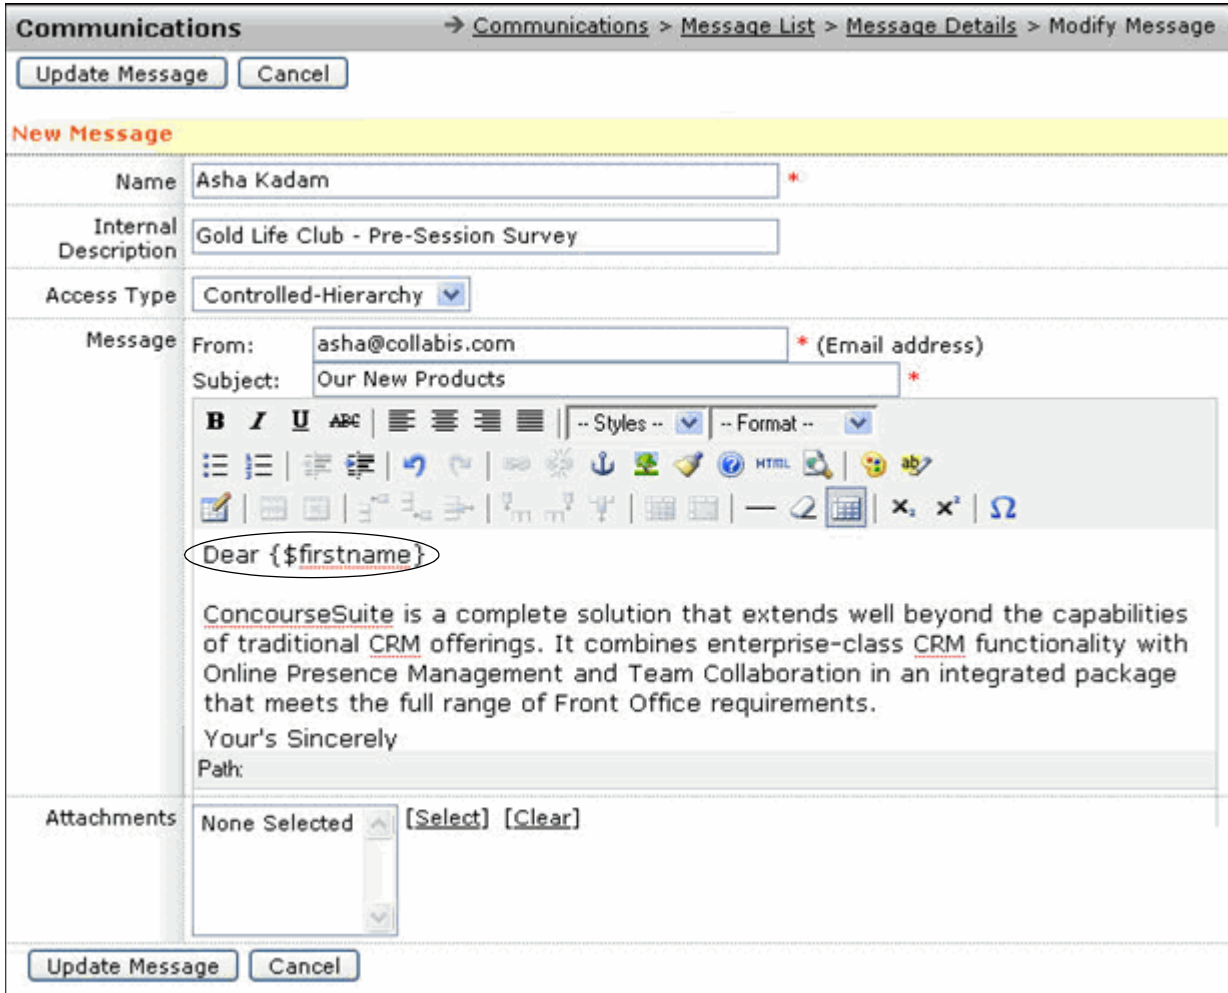 Communications → Communications > Message List > Message Details > Modify Message
Update Message Cancel
New Message
Name Asha Kadam *
Internal
Description Gold Life Club - Pre-Session Survey
Access Type Controlled-Hierarchy
Message From: asha@collabis.com * (Email address)
Subject: Our New Products *
B I U ABC -- Styles -- -- Format --
HTML
Dear {$firstname}
ConcourseSuite is a complete solution that extends well beyond the capabilities
of traditional CRM offerings. It combines enterprise-class CRM functionality with
Online Presence Management and Team Collaboration in an integrated package
that meets the full range of Front Office requirements.
Your's Sincerely
Path:
Attachments None Selected [Select] [Clear]
Update Message Cancel